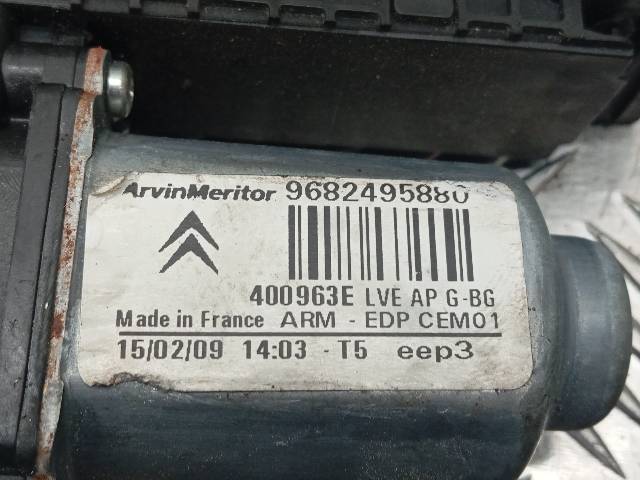 ArvinMeritor 9682495880
400963E LVE AP G-BG
Made in France ARM - EDP CEM01
15/02/09 14:03 - T5 eep3